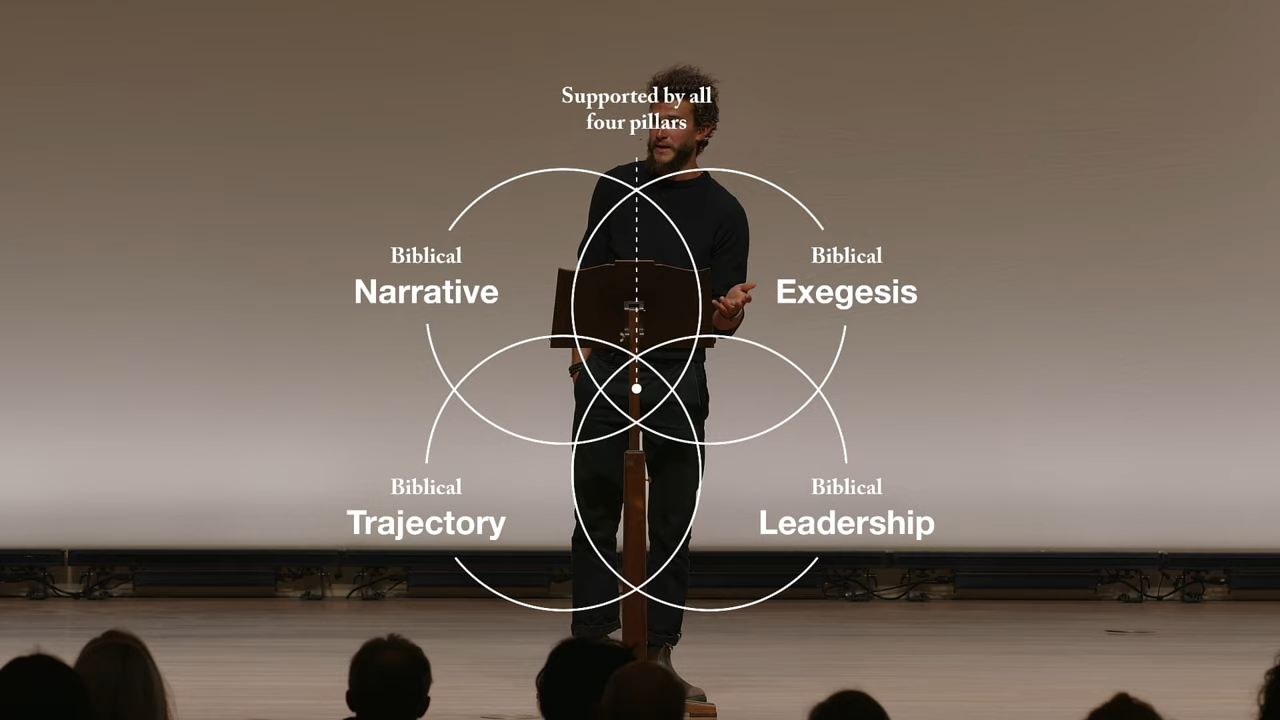 Supported by all
four pillars
Biblical
Narrative
Biblical
Exegesis
Biblical
Trajectory
Biblical
Leadership